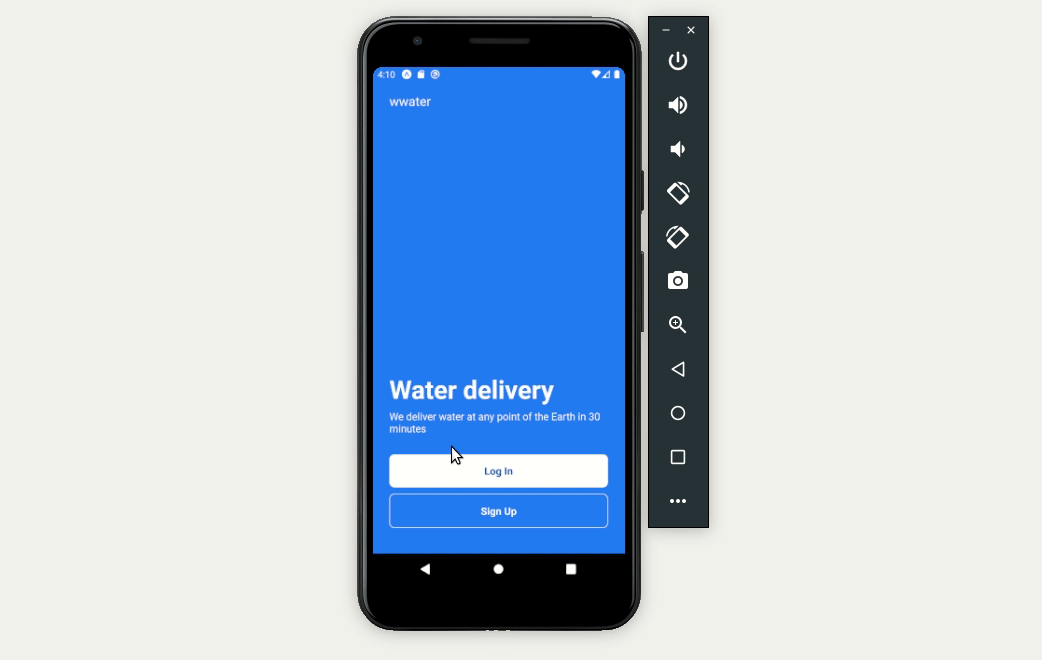 4:10
wwater
Water delivery
We deliver water at any point of the Earth in 30
minutes
Log In
Sign Up